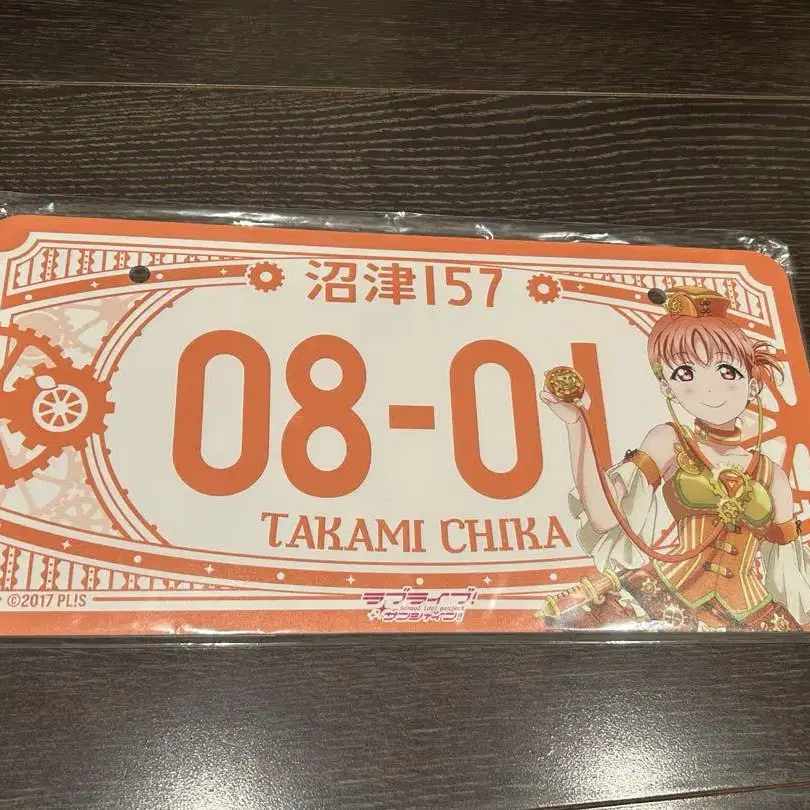 沼津157
08-01
TAKAMI CHIKA
©2017 PL!S
ラブライブ!
School idol project
サンシャイン!!